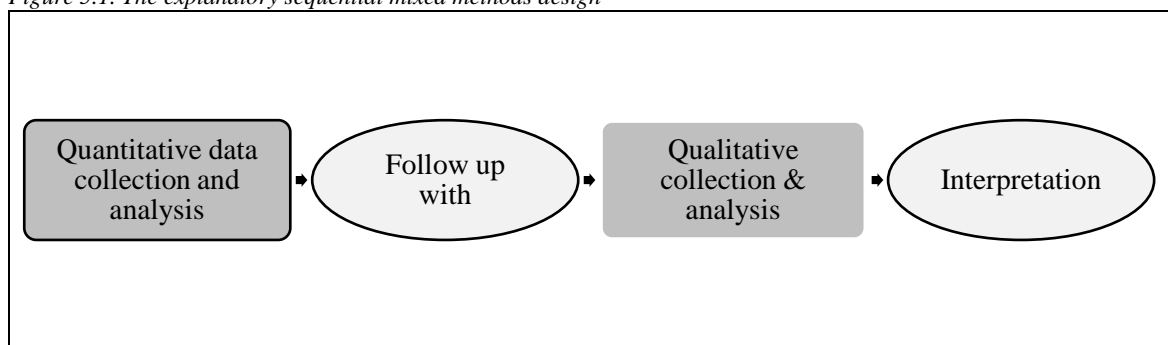 Figure 3.1: The explanatory sequential mixed methods design
Quantitative data
collection and
analysis
Follow up
with
Qualitative
collection &
analysis
Interpretation